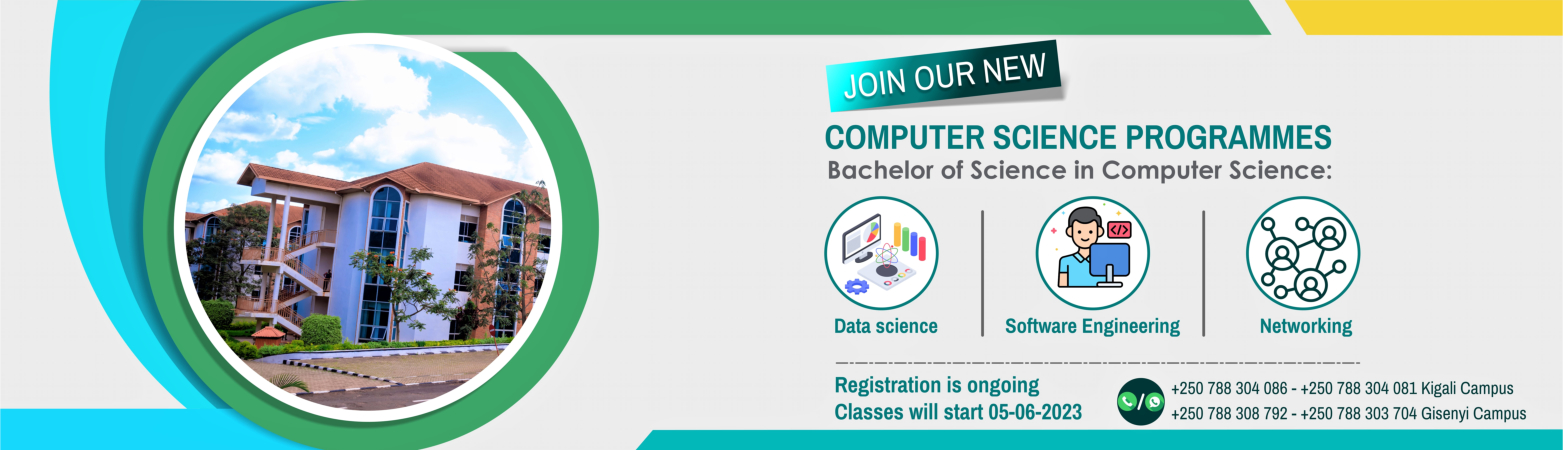 JOIN OUR NEW
COMPUTER SCIENCE PROGRAMMES
Bachelor of Science in Computer Science:
</>
Data science
Software Engineering
Networking
Registration is ongoing
Classes will start 05-06-2023
+250 788 304 086 - +250 788 304 081 Kigali Campus
+250 788 308 792 - +250 788 303 704 Gisenyi Campus